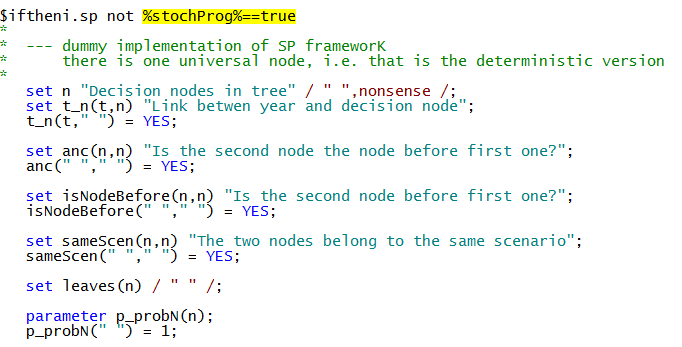 $iftheni.sp not %stochProg%==true
*
*  --- dummy implementation of SP frameworK
*      there is one universal node, i.e. that is the deterministic version
*
   set n "Decision nodes in tree" / " ",nonsense /;
   set t_n(t,n) "Link betwen year and decision node";
   t_n(t," ") = YES;

   set anc(n,n) "Is the second node the node before first one?";
   anc(" "," ") = YES;

   set isNodeBefore(n,n) "Is the second node before first one?";
   isNodeBefore(" "," ") = YES;

   set sameScen(n,n) "The two nodes belong to the same scenario";
   sameScen(" "," ") = YES;

   set leaves(n) / " " /;

   parameter p_probN(n);
   p_probN(" ") = 1;